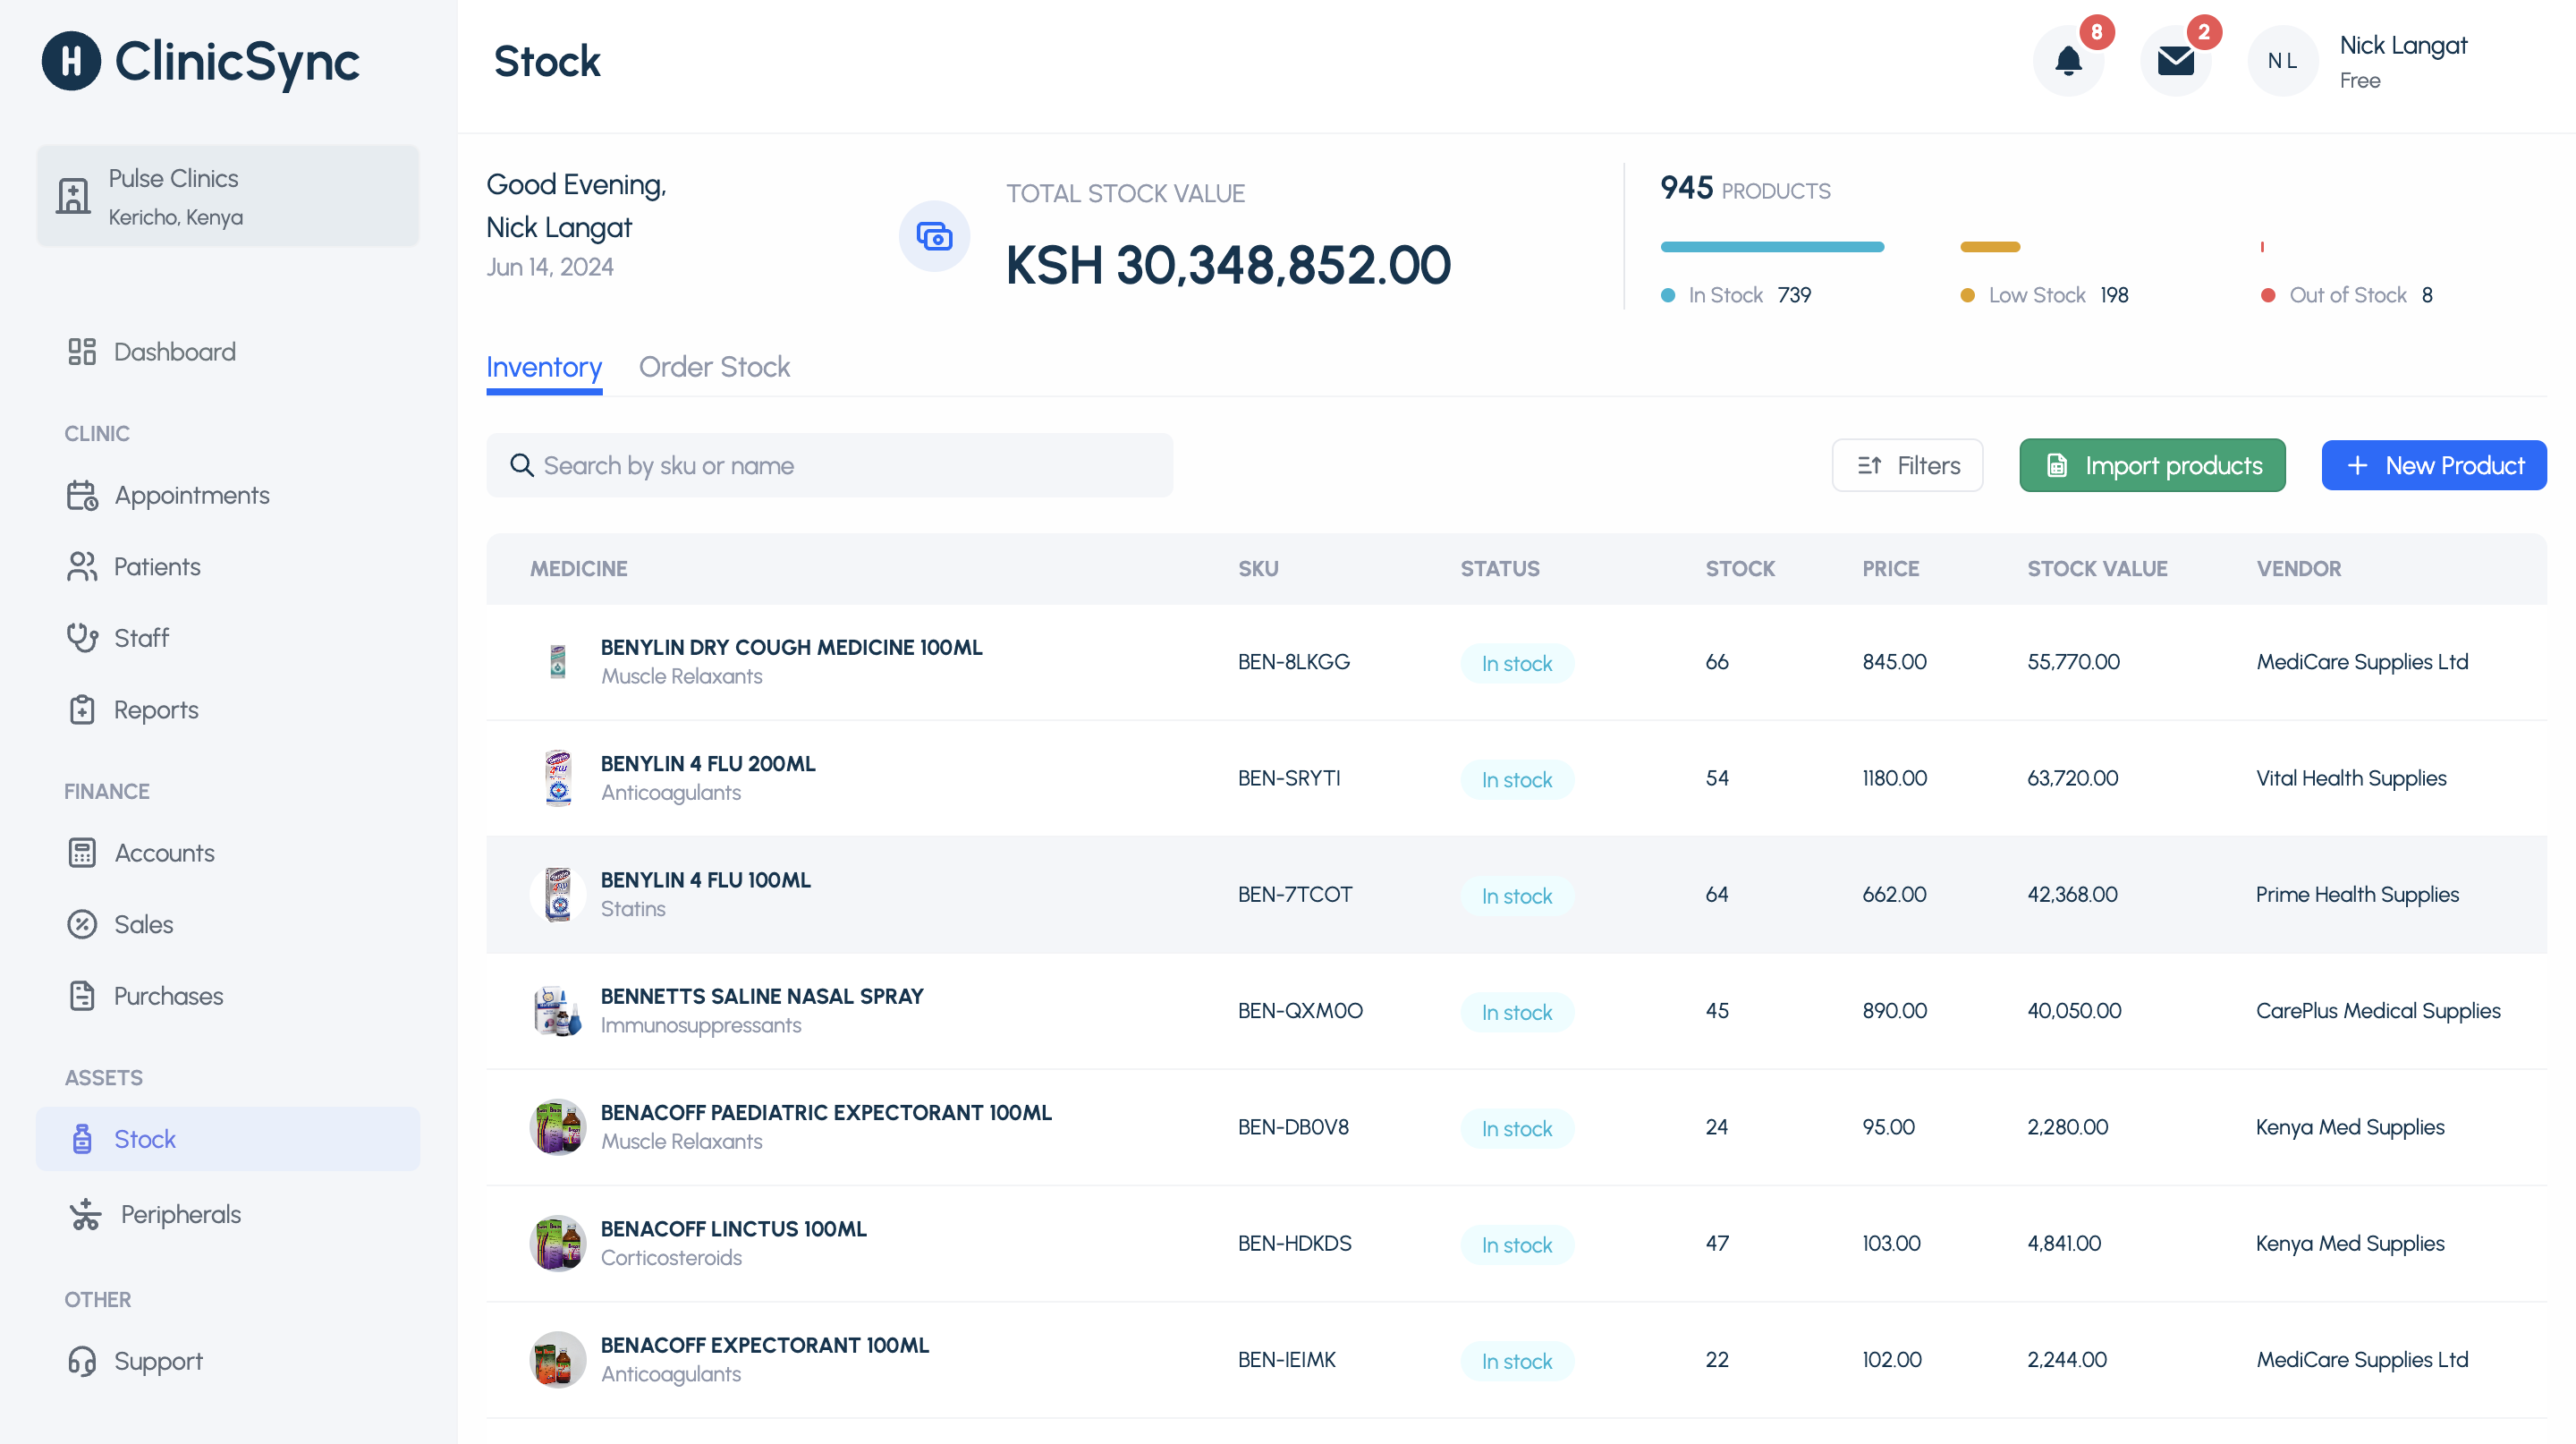 ClinicSync
Pulse Clinics
Kericho, Kenya
Dashboard
CLINIC
Appointments
Patients
Staff
Reports
FINANCE
Accounts
Sales
Purchases
ASSETS
Stock
Peripherals
OTHER
Support
Stock
8
2
N L
Nick Langat
Free
Good Evening,
Nick Langat
Jun 14, 2024
TOTAL STOCK VALUE
KSH 30,348,852.00
945 PRODUCTS
In Stock 739
Low Stock 198
Out of Stock 8
Inventory Order Stock
Search by sku or name
Filters
Import products
New Product
MEDICINE SKU STATUS STOCK PRICE STOCK VALUE VENDOR
BENYLIN DRY COUGH MEDICINE 100ML
Muscle Relaxants
BEN-8LKGG In stock 66 845.00 55,770.00 MediCare Supplies Ltd
BENYLIN 4 FLU 200ML
Anticoagulants
BEN-SRYTI In stock 54 1180.00 63,720.00 Vital Health Supplies
BENYLIN 4 FLU 100ML
Statins
BEN-7TCOT In stock 64 662.00 42,368.00 Prime Health Supplies
BENNETTS SALINE NASAL SPRAY
Immunosuppressants
BEN-QXM0O In stock 45 890.00 40,050.00 CarePlus Medical Supplies
BENACOFF PAEDIATRIC EXPECTORANT 100ML
Muscle Relaxants
BEN-DB0V8 In stock 24 95.00 2,280.00 Kenya Med Supplies
BENACOFF LINCTUS 100ML
Corticosteroids
BEN-HDKDS In stock 47 103.00 4,841.00 Kenya Med Supplies
BENACOFF EXPECTORANT 100ML
Anticoagulants
BEN-IEIMK In stock 22 102.00 2,244.00 MediCare Supplies Ltd